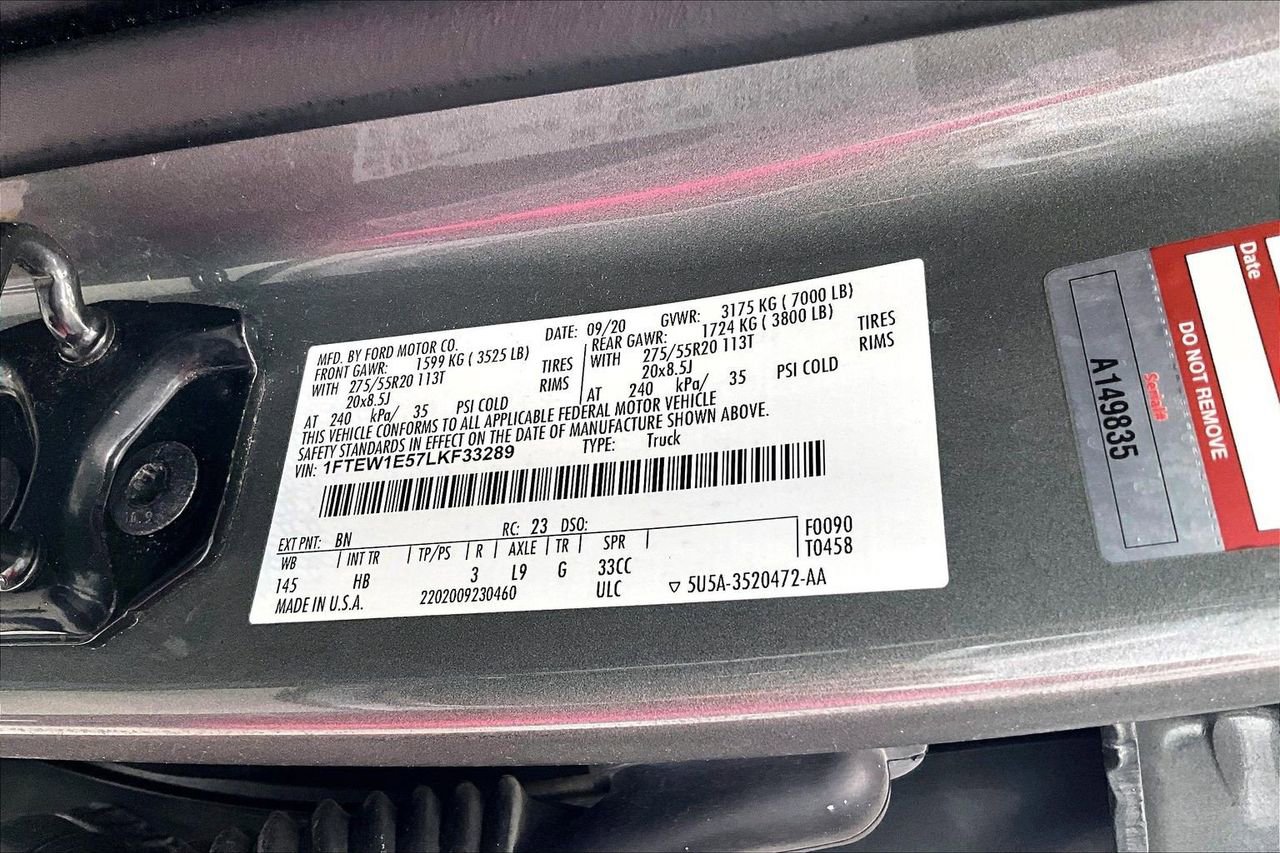 MFD. BY FORD MOTOR CO.
DATE: 09/20 GVWR: 3175 KG ( 7000 LB)
FRONT GAWR: 1599 KG ( 3525 LB)
WITH 275/55R20 113T TIRES
20x8.5J RIMS
AT 240 kPa/ 35 PSI COLD
REAR GAWR: 1724 KG ( 3800 LB)
WITH 275/55R20 113T TIRES
20x8.5J RIMS
AT 240 kPa/ 35 PSI COLD
THIS VEHICLE CONFORMS TO ALL APPLICABLE FEDERAL MOTOR VEHICLE
SAFETY STANDARDS IN EFFECT ON THE DATE OF MANUFACTURE SHOWN ABOVE.
VIN: 1FTEW1E57LKF33289 TYPE: Truck
EXT PNT: BN RC: 23 DSO:
WB INT TR TP/PS R AXLE TR SPR
145 HB 3 L9 G 33CC
F0090
T0458
MADE IN U.S.A. 2202009230460 ULC ▽ 5U5A-3520472-AA
A149835
Serial#
DO NOT REMOVE
Date
10.9